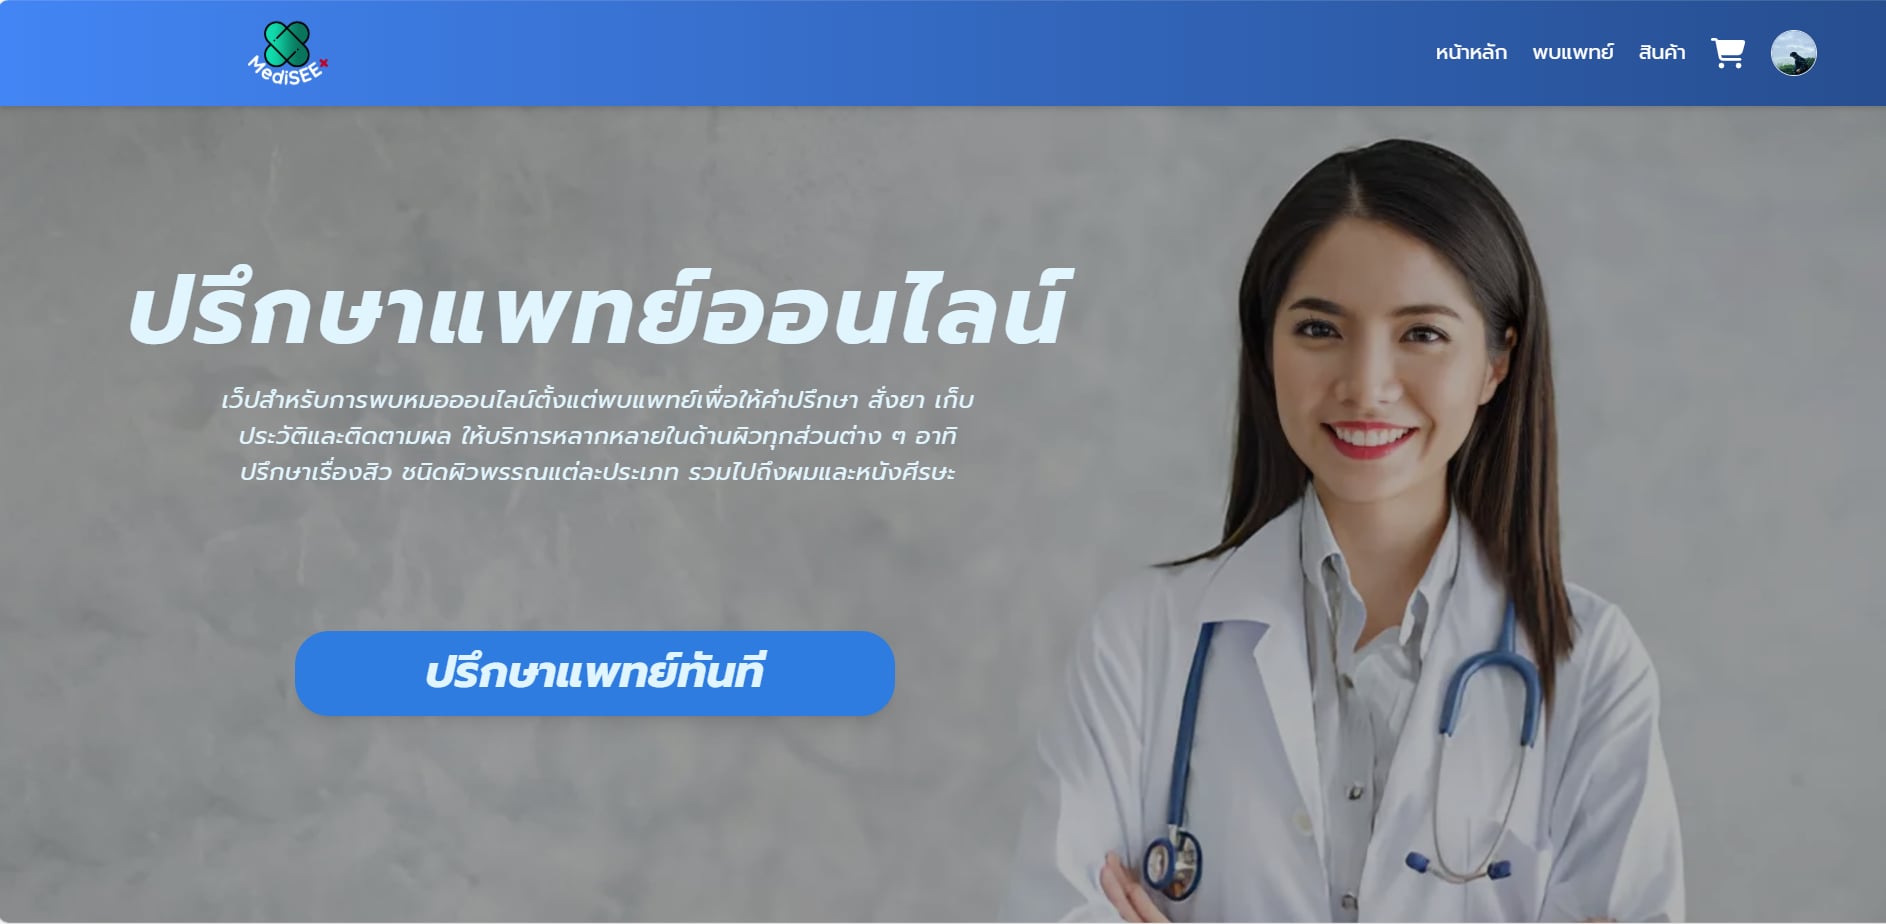 MediSEE
หน้าหลัก พบแพทย์ สินค้า
ปรึกษาแพทย์ออนไลน์
เว็ปสำหรับการพบหมอออนไลน์ตั้งแต่พบแพทย์เพื่อให้คำปรึกษา สั่งยา เก็บ
ประวัติและติดตามผล ให้บริการหลากหลายในด้านผิวทุกส่วนต่าง ๆ อาทิ
ปรึกษาเรื่องสิว ชนิดผิวพรรณแต่ละประเภท รวมไปถึงผมและหนังศีรษะ
ปรึกษาแพทย์ทันที